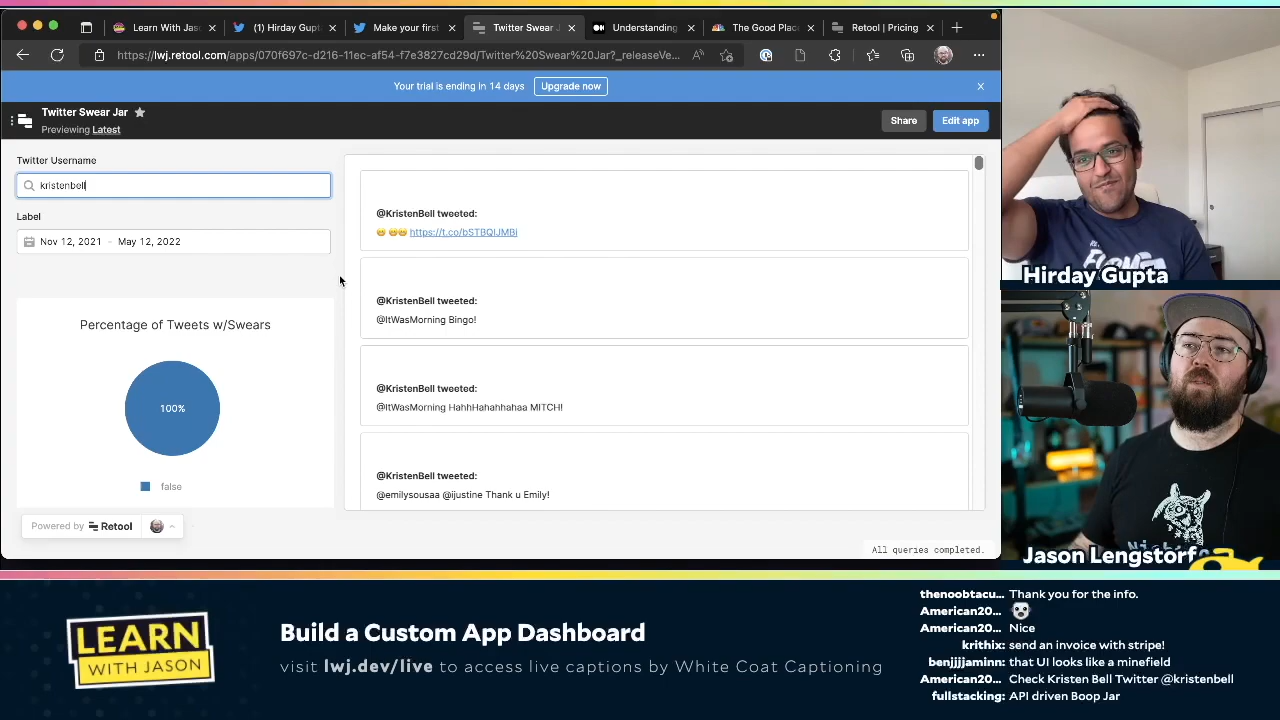 Learn With Jaso
(1) Hirday Gupt
Make your first
Twitter Swear J
Understanding
The Good Plac
Retool | Pricing
https://lwj.retool.com/apps/070f697c-d216-11ec-af54-f7e3827cd29d/Twitter%20Swear%20Jar?_releaseVe...
Your trial is ending in 14 days
Upgrade now
X
Twitter Swear Jar
Previewing Latest
Share
Edit app
Twitter Username
kristenbell
Label
Nov 12, 2021 - May 12, 2022
Percentage of Tweets w/Swears
100%
false
Powered by Retool
@KristenBell tweeted:
https://t.co/bSTBQIJMBi
@KristenBell tweeted:
@ItWasMorning Bingo!
@KristenBell tweeted:
@ItWasMorning HahhHahahhahaa MITCH!
@KristenBell tweeted:
@emilysousaa @ijustine Thank u Emily!
All queries completed.
Hirday Gupta
Jason Lengstorf
LEARN
WITH JASON
Build a Custom App Dashboard
visit lwj.dev/live to access live captions by White Coat Captioning
thenoobtacu... Thank you for the info.
American20...
American20... Nice
krithix: send an invoice with stripe!
benjjjjaminn: that UI looks like a minefield
American20... Check Kristen Bell Twitter @kristenbell
fullstacking: API driven Boop Jar